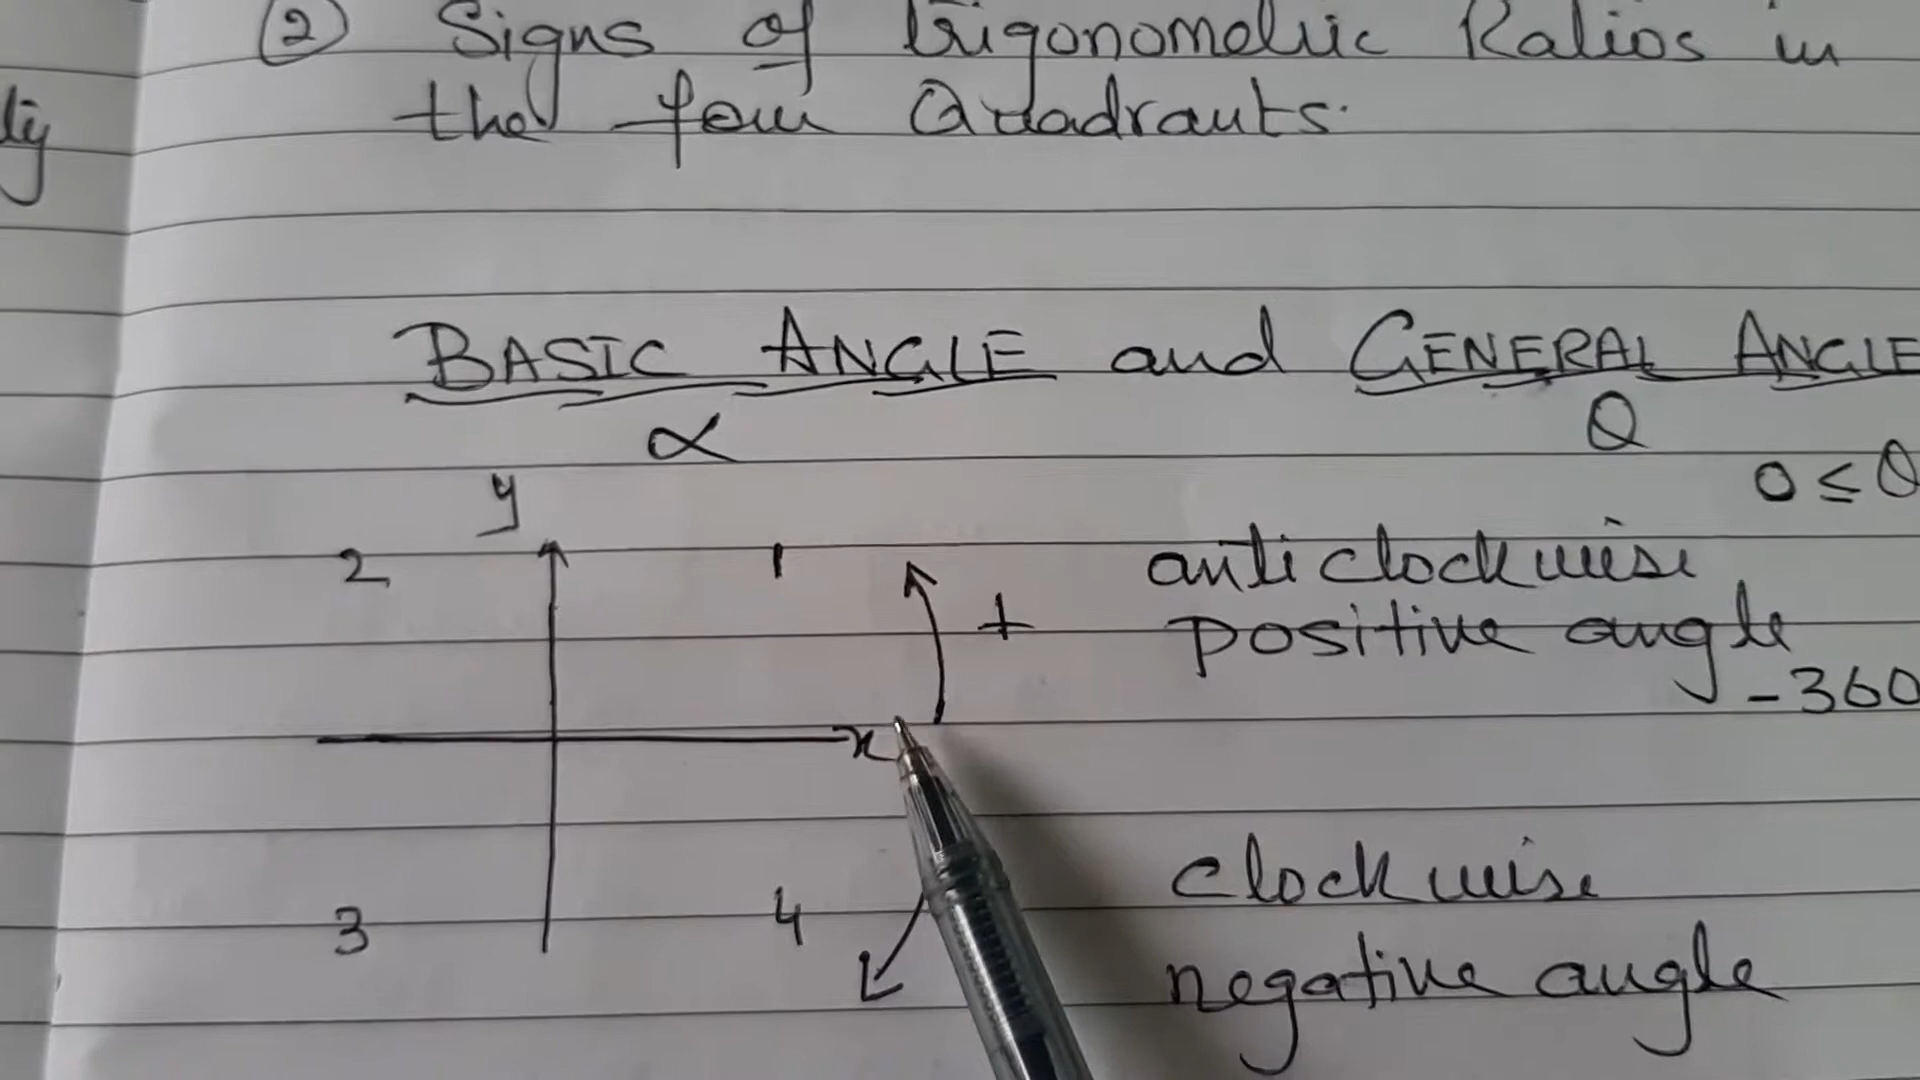 ② Signs of trigonometric Ratios in
the four Quadrants.
BASIC ANGLE and GENERAL ANGLE
α θ
0 ≤ θ
y
2 1 anticlockwise
+ positive angle
-360
x
clockwise
3 4
negative angle